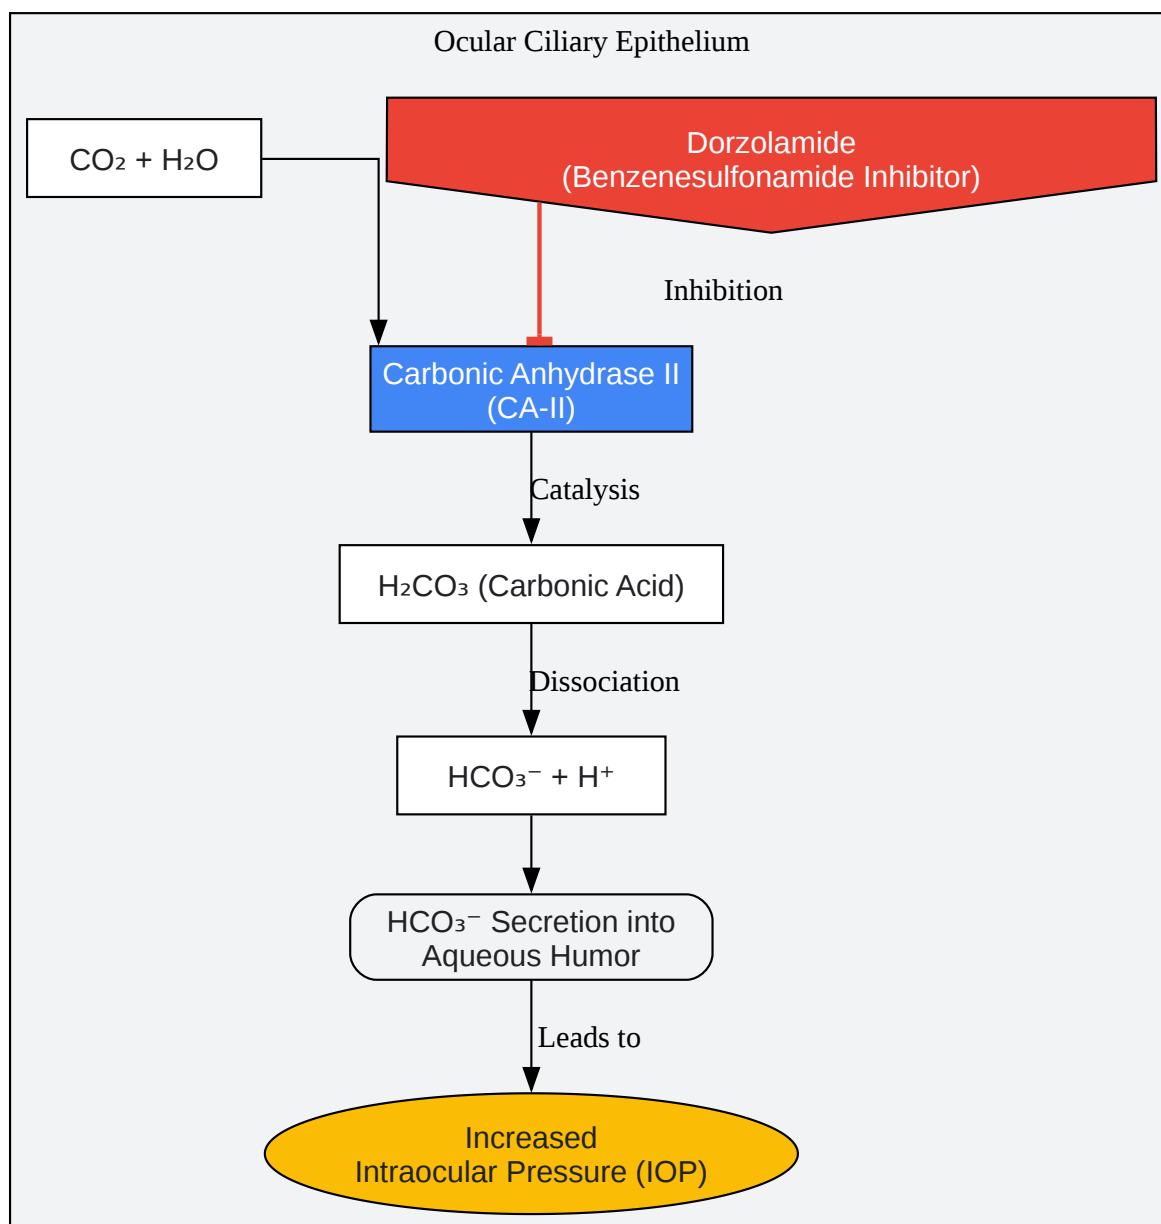 Ocular Ciliary Epithelium
CO₂ + H₂O
Dorzolamide
(Benzenesulfonamide Inhibitor)
Inhibition
Carbonic Anhydrase II
(CA-II)
Catalysis
H₂CO₃ (Carbonic Acid)
Dissociation
HCO₃⁻ + H⁺
HCO₃⁻ Secretion into
Aqueous Humor
Leads to
Increased
Intraocular Pressure (IOP)